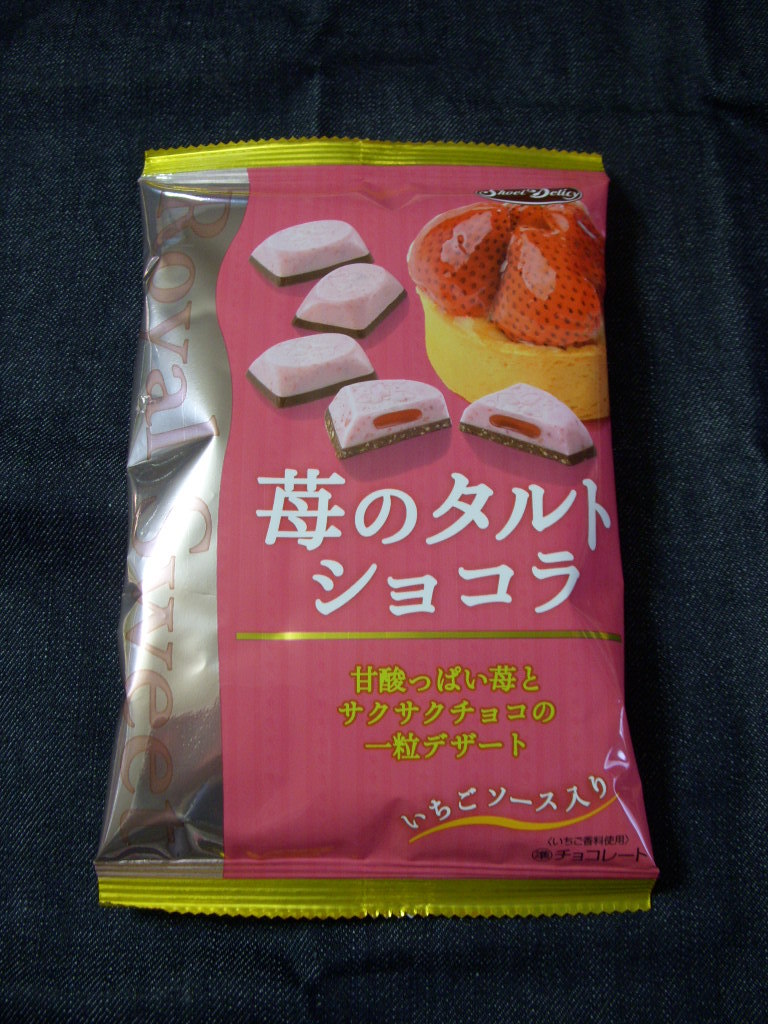 Shoei Delicy
Royal Sweet
苺のタルト
ショコラ
甘酸っぱい苺と
サクサクチョコの
一粒デザート
いちごソース入り
〈いちご香料使用〉
準チョコレート